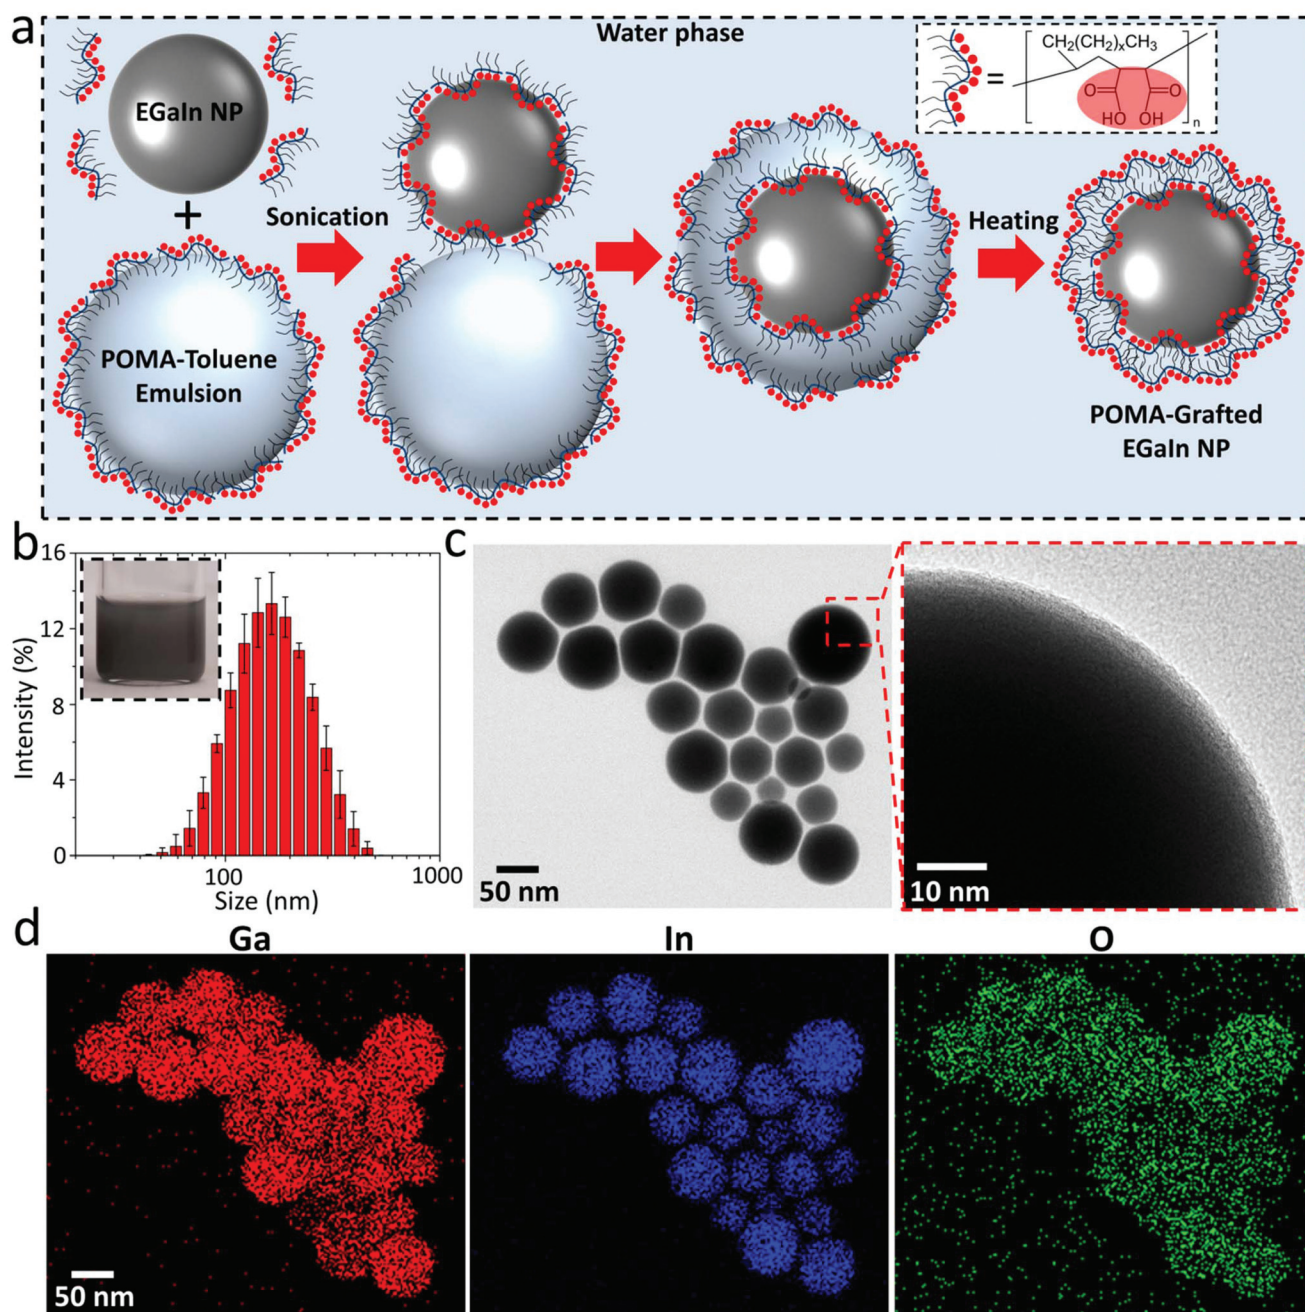 a
Water phase
EGaIn NP
+
Sonication
POMA-Toluene
Emulsion
Heating
=
CH2(CH2)xCH3
O O
HO OH
n
POMA-Grafted
EGaIn NP
b
16
12
8
4
0
Intensity (%)
100 1000
Size (nm)
c
50 nm
10 nm
d
Ga In O
50 nm